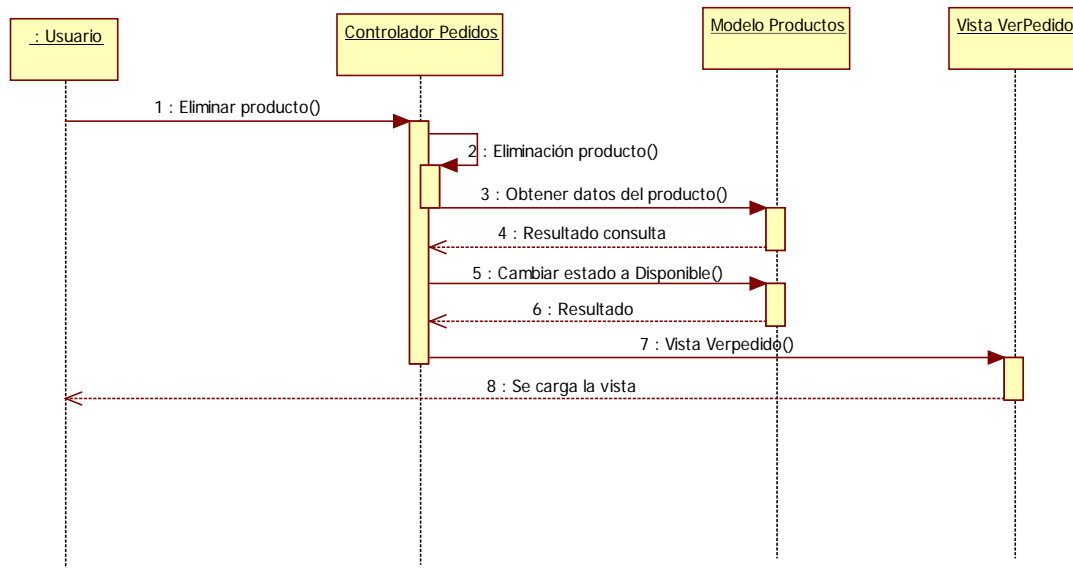 : Usuario
Controlador Pedidos
Modelo Productos
Vista VerPedido
1 : Eliminar producto()
2 : Eliminación producto()
3 : Obtener datos del producto()
4 : Resultado consulta
5 : Cambiar estado a Disponible()
6 : Resultado
7 : Vista Verpedido()
8 : Se carga la vista